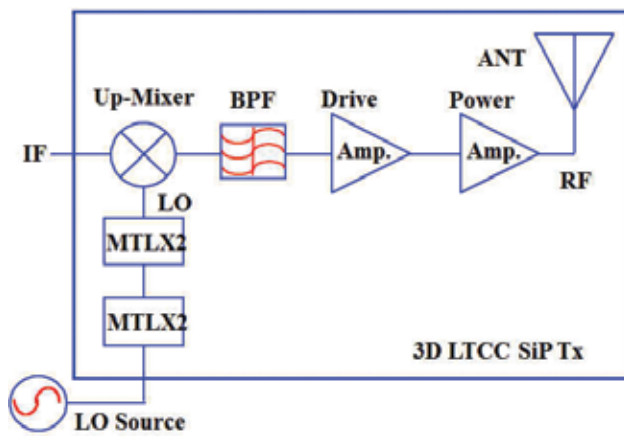 ANT
Up-Mixer
BPF
Drive
Power
IF
Amp.
Amp.
RF
LO
MTLX2
MTLX2
3D LTCC SiP Tx
LO Source